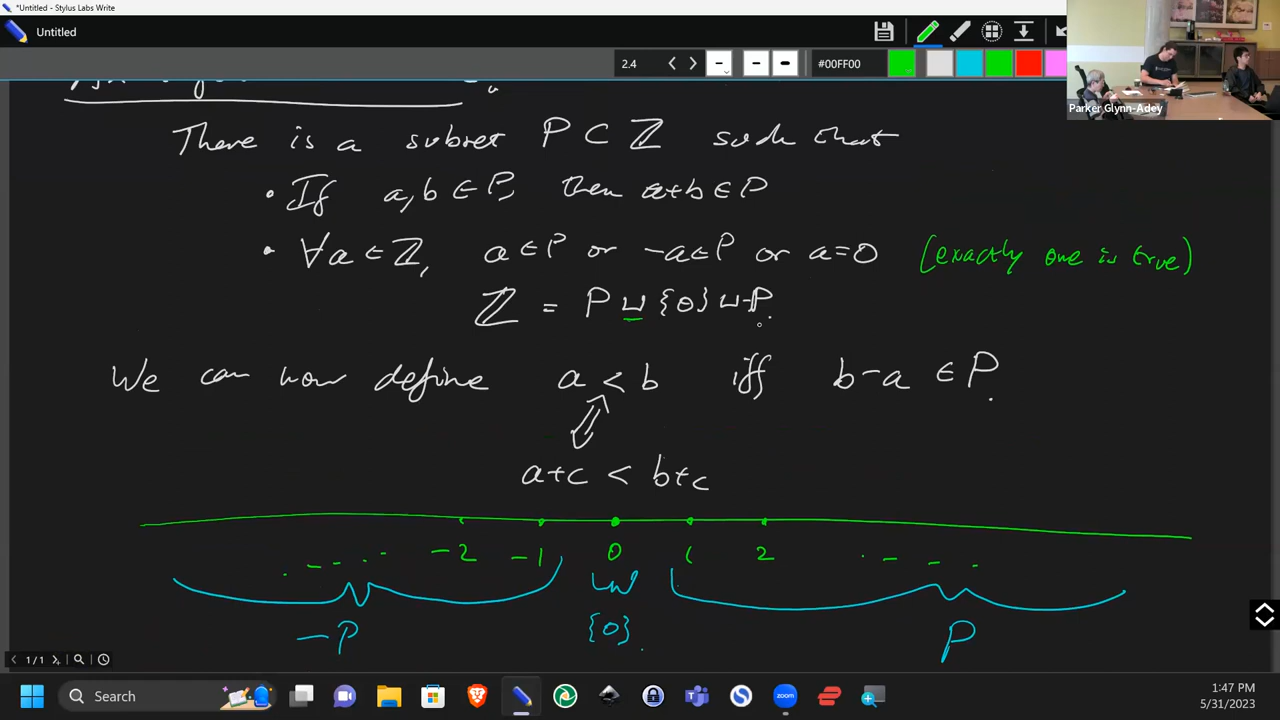 *Untitled - Stylus Labs Write
Untitled
2.4
#00FF00
Parker Glynn-Adey
There is a subset P ⊂ ℤ such that
• If a,b ∈ P, then a+b ∈ P
• ∀a ∈ ℤ, a ∈ P or -a ∈ P or a=0 (exactly one is true)
ℤ = P ⊔ {0} ⊔ -P.
We can now define a < b iff b-a ∈ P.
a+c < b+c
.--.- -2 -1 0 1 2 .- -.
-P {0}. P
1/1
Search
zoom
1:47 PM
5/31/2023